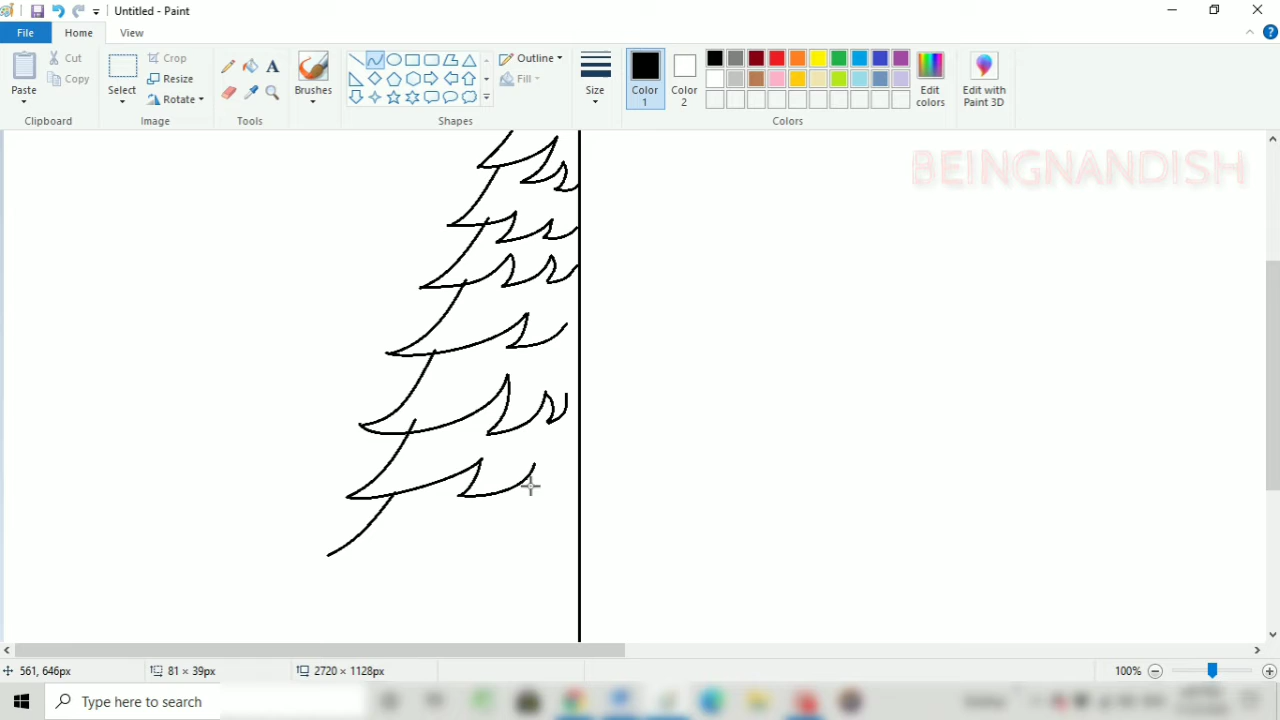 Untitled - Paint
File Home View
Paste Cut Copy Clipboard
Select Crop Resize Rotate Image
Tools
Brushes
Outline Fill Shapes
Size
Color 1
Color 2
Edit colors
Colors
Edit with Paint 3D
BEINGNANDISH
561, 646px 81 × 39px 2720 × 1128px 100%
Type here to search